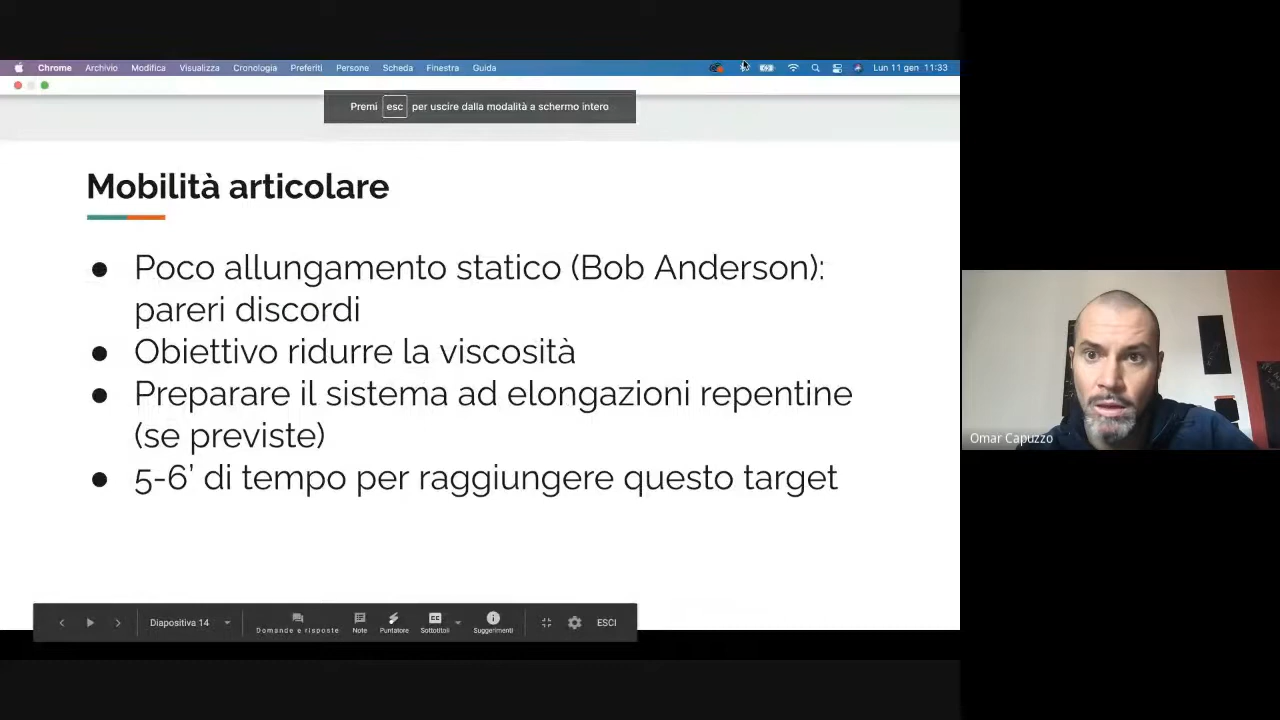 Chrome Archivio Modifica Visualizza Cronologia Preferiti Persone Scheda Finestra Guida Lun 11 gen 11:33
Premi esc per uscire dalla modalità a schermo intero
Mobilità articolare
● Poco allungamento statico (Bob Anderson):
pareri discordi
● Obiettivo ridurre la viscosità
● Preparare il sistema ad elongazioni repentine
(se previste)
● 5-6' di tempo per raggiungere questo target
Omar Capuzzo
Diapositiva 14 Domande e risposte Note Puntatore Sottotitoli Suggerimenti ESCI